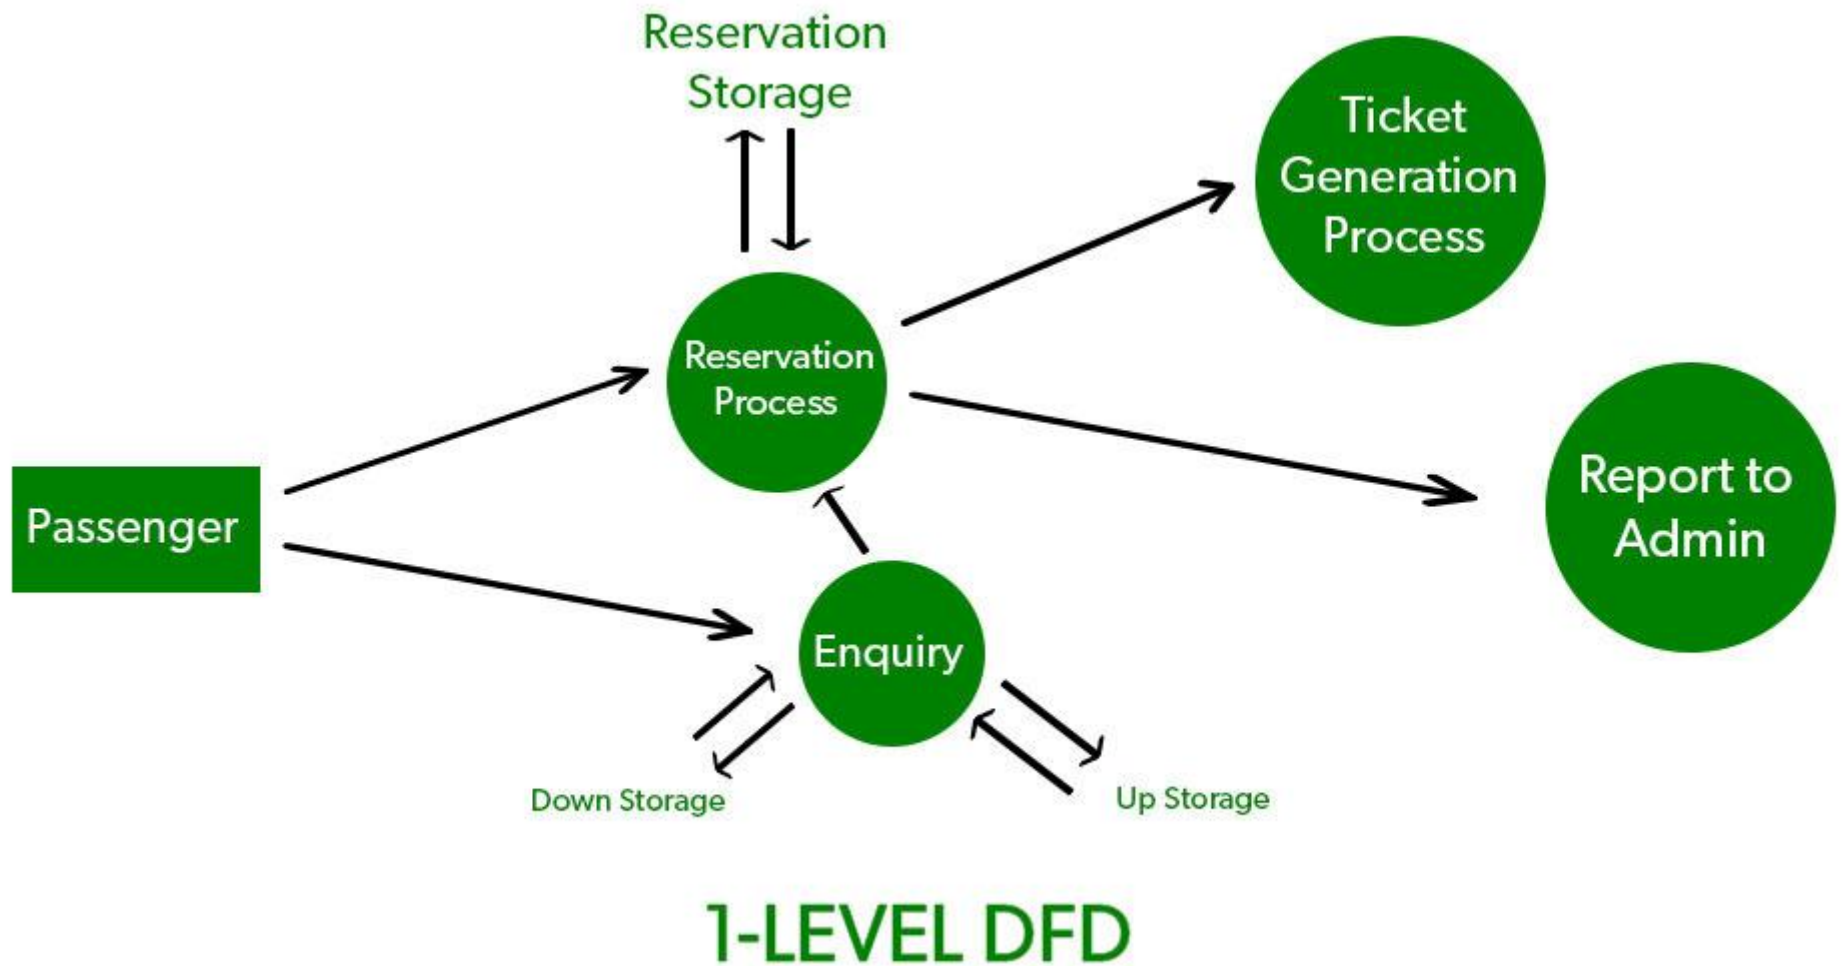 Reservation
Storage
Ticket
Generation
Process
Reservation
Process
Report to
Admin
Passenger
Enquiry
Down Storage
Up Storage
1-LEVEL DFD